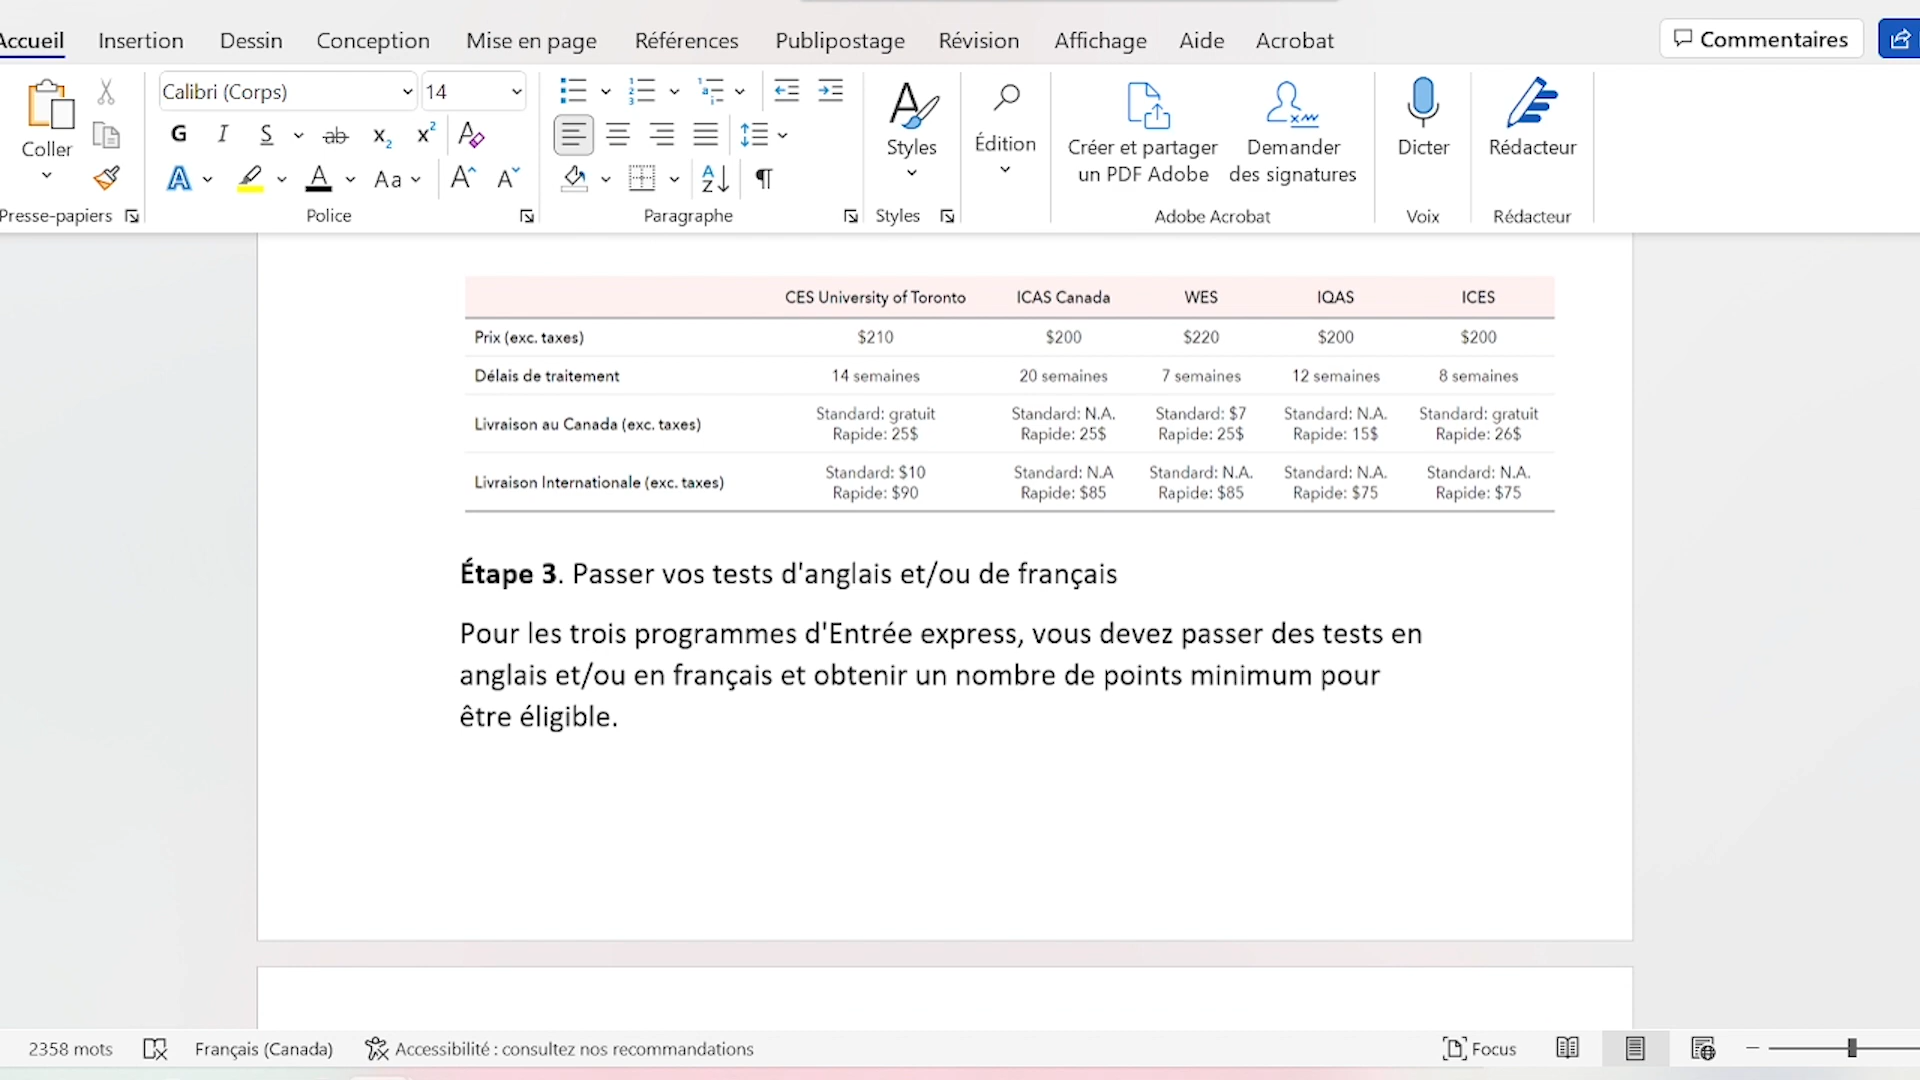 Accueil Insertion Dessin Conception Mise en page Références Publipostage Révision Affichage Aide Acrobat Commentaires
Calibri (Corps) 14
G I S ab x₂ x² A
Coller Styles Édition Créer et partager un PDF Adobe Demander des signatures Dicter Rédacteur
A A Aa A A
Presse-papiers Police Paragraphe Styles Adobe Acrobat Voix Rédacteur
CES University of Toronto ICAS Canada WES IQAS ICES
Prix (exc. taxes) $210 $200 $220 $200 $200
Délais de traitement 14 semaines 20 semaines 7 semaines 12 semaines 8 semaines
Livraison au Canada (exc. taxes) Standard: gratuit Standard: N.A. Standard: $7 Standard: N.A. Standard: gratuit
Rapide: 25$ Rapide: 25$ Rapide: 25$ Rapide: 15$ Rapide: 26$
Livraison Internationale (exc. taxes) Standard: $10 Standard: N.A Standard: N.A. Standard: N.A. Standard: N.A.
Rapide: $90 Rapide: $85 Rapide: $85 Rapide: $75 Rapide: $75
Étape 3. Passer vos tests d'anglais et/ou de français
Pour les trois programmes d'Entrée express, vous devez passer des tests en
anglais et/ou en français et obtenir un nombre de points minimum pour
être éligible.
2358 mots Français (Canada) Accessibilité : consultez nos recommandations Focus